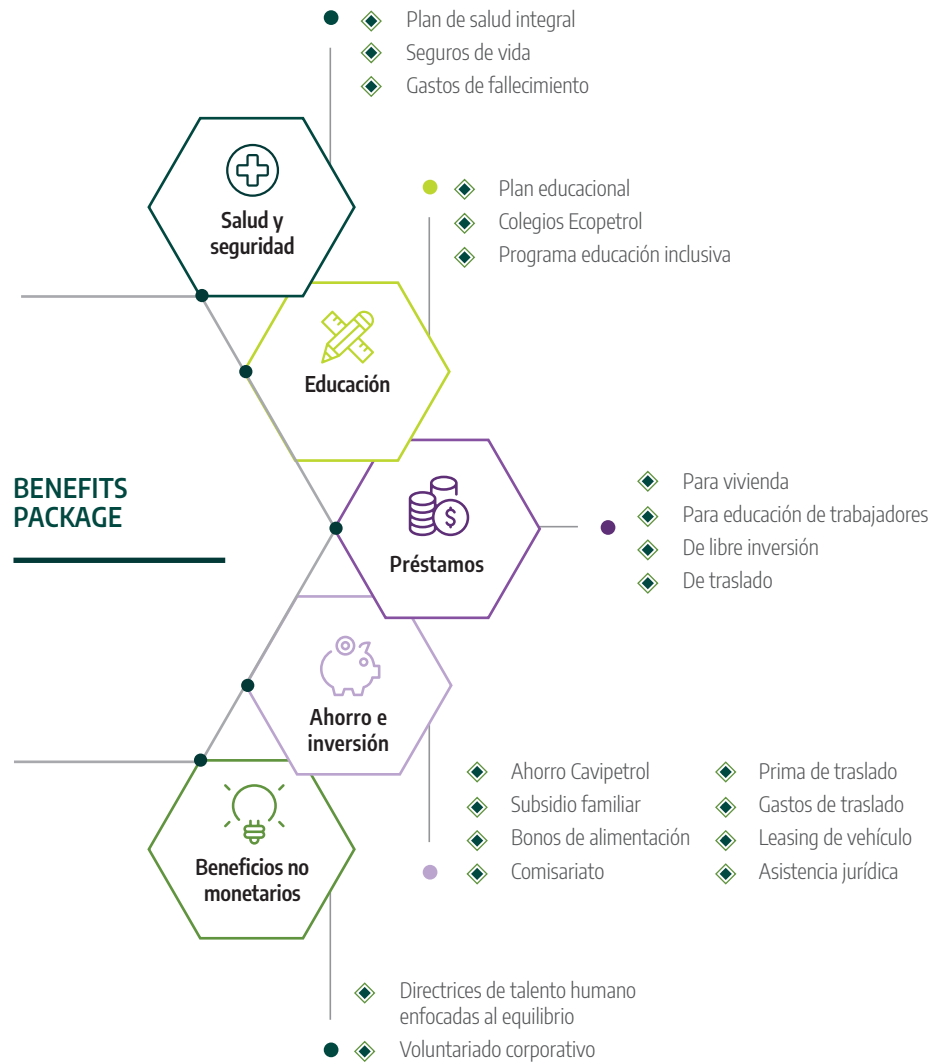 Plan de salud integral
Seguros de vida
Gastos de fallecimiento
Salud y
seguridad
Plan educacional
Colegios Ecopetrol
Programa educación inclusiva
Educación
BENEFITS
PACKAGE
$
Préstamos
Para vivienda
Para educación de trabajadores
De libre inversión
De traslado
Ahorro e
inversión
Ahorro Cavipetrol
Subsidio familiar
Bonos de alimentación
Comisariato
Prima de traslado
Gastos de traslado
Leasing de vehículo
Asistencia jurídica
Beneficios no
monetarios
Directrices de talento humano
enfocadas al equilibrio
Voluntariado corporativo